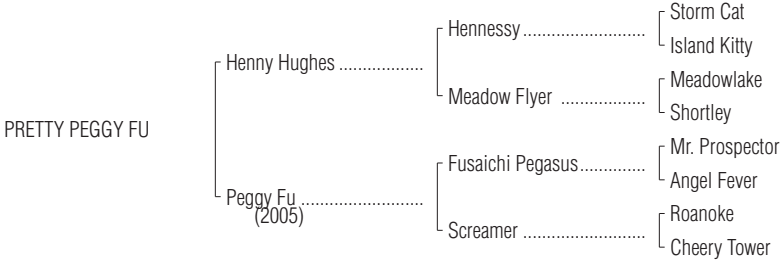 Storm Cat
Hennessy ..........................
Island Kitty
Henny Hughes ..................
Meadowlake
Meadow Flyer ..................
Shortley
PRETTY PEGGY FU
Mr. Prospector
Fusaichi Pegasus..............
Angel Fever
Peggy Fu ..........................
(2005)
Roanoke
Screamer ..........................
Cheery Tower